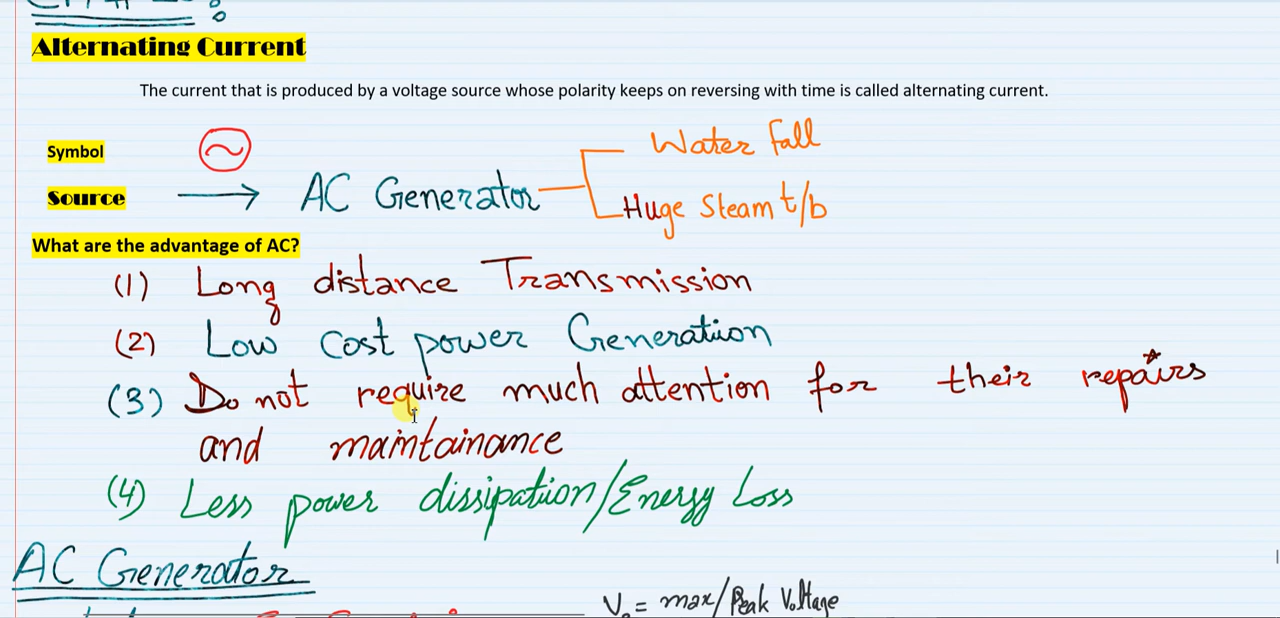 Alternating Current
The current that is produced by a voltage source whose polarity keeps on reversing with time is called alternating current.
Symbol
Water fall
Source → AC Generator
Huge Steam t/b
What are the advantage of AC?
(1) Long distance Transmission
(2) Low cost power Generation
(3) Do not require much attention for their repairs
and maintainance
(4) Less power dissipation/Energy Loss
AC Generator
V₀ = max/Peak Voltage